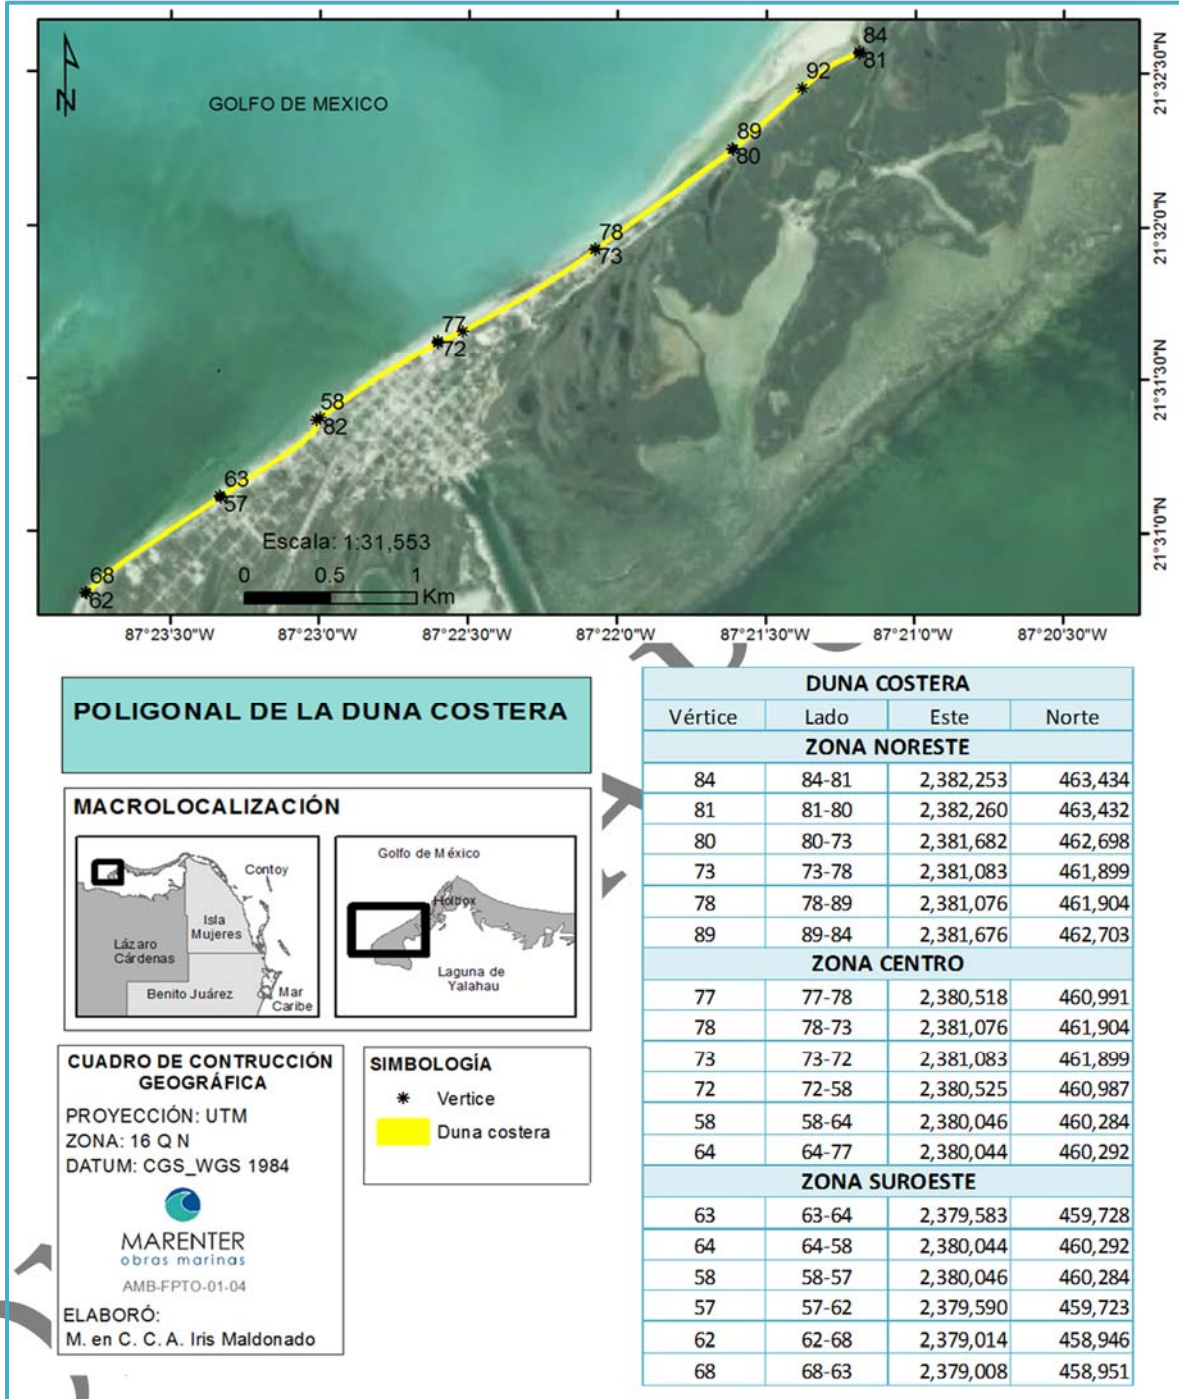 84
81
92
89
80
78
73
77
72
58
82
63
57
68
62
N
GOLFO DE MEXICO
Escala: 1:31,553
0 0.5 1
Km
21°32'30"N
21°32'0"N
21°31'30"N
21°31'0"N
87°23'30"W 87°23'0"W 87°22'30"W 87°22'0"W 87°21'30"W 87°21'0"W 87°20'30"W
POLIGONAL DE LA DUNA COSTERA
MACROLOCALIZACIÓN
Contoy
Isla
Mujeres
Lázaro
Cárdenas
Benito Juárez
Mar
Caribe
Golfo de México
Holbox
Laguna de
Yalahau
CUADRO DE CONTRUCCIÓN
GEOGRÁFICA
PROYECCIÓN: UTM
ZONA: 16 Q N
DATUM: CGS_WGS 1984
MARENTER
obras marinas
AMB-FPTO-01-04
ELABORÓ:
M. en C. C. A. Iris Maldonado
SIMBOLOGÍA
Vertice
Duna costera
DUNA COSTERA
Vértice Lado Este Norte
ZONA NORESTE
84 84-81 2,382,253 463,434
81 81-80 2,382,260 463,432
80 80-73 2,381,682 462,698
73 73-78 2,381,083 461,899
78 78-89 2,381,076 461,904
89 89-84 2,381,676 462,703
ZONA CENTRO
77 77-78 2,380,518 460,991
78 78-73 2,381,076 461,904
73 73-72 2,381,083 461,899
72 72-58 2,380,525 460,987
58 58-64 2,380,046 460,284
64 64-77 2,380,044 460,292
ZONA SUROESTE
63 63-64 2,379,583 459,728
64 64-58 2,380,044 460,292
58 58-57 2,380,046 460,284
57 57-62 2,379,590 459,723
62 62-68 2,379,014 458,946
68 68-63 2,379,008 458,951